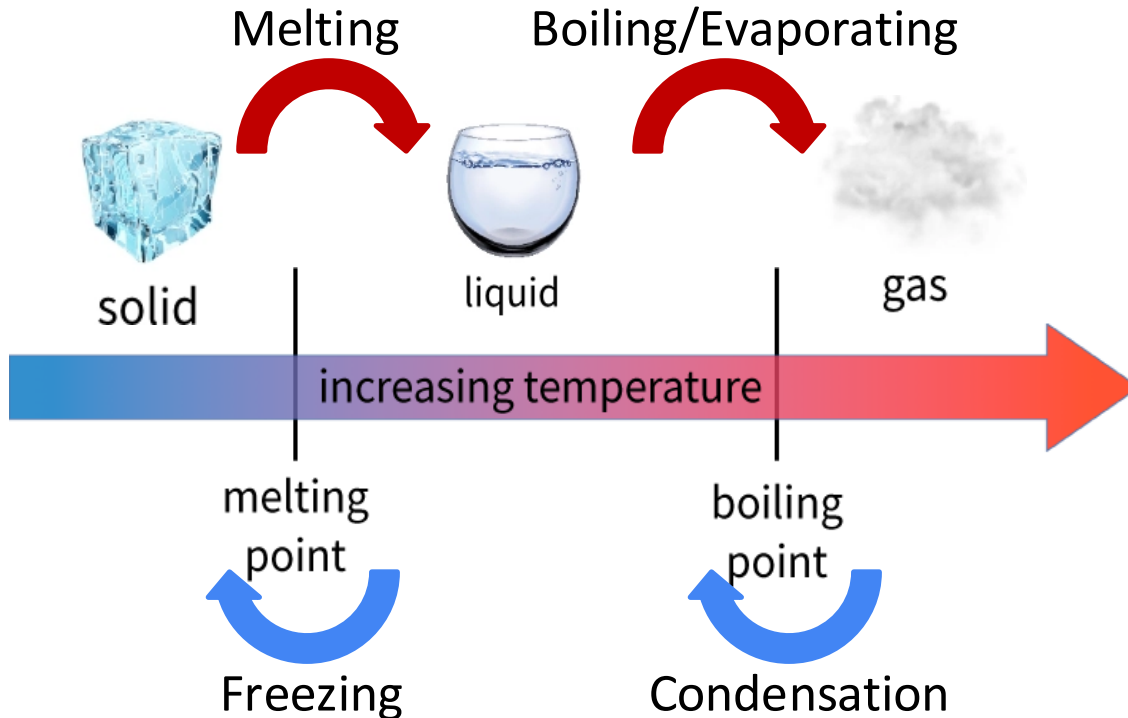 Melting
Boiling/Evaporating
solid
liquid
gas
increasing temperature
melting
point
boiling
point
Freezing
Condensation